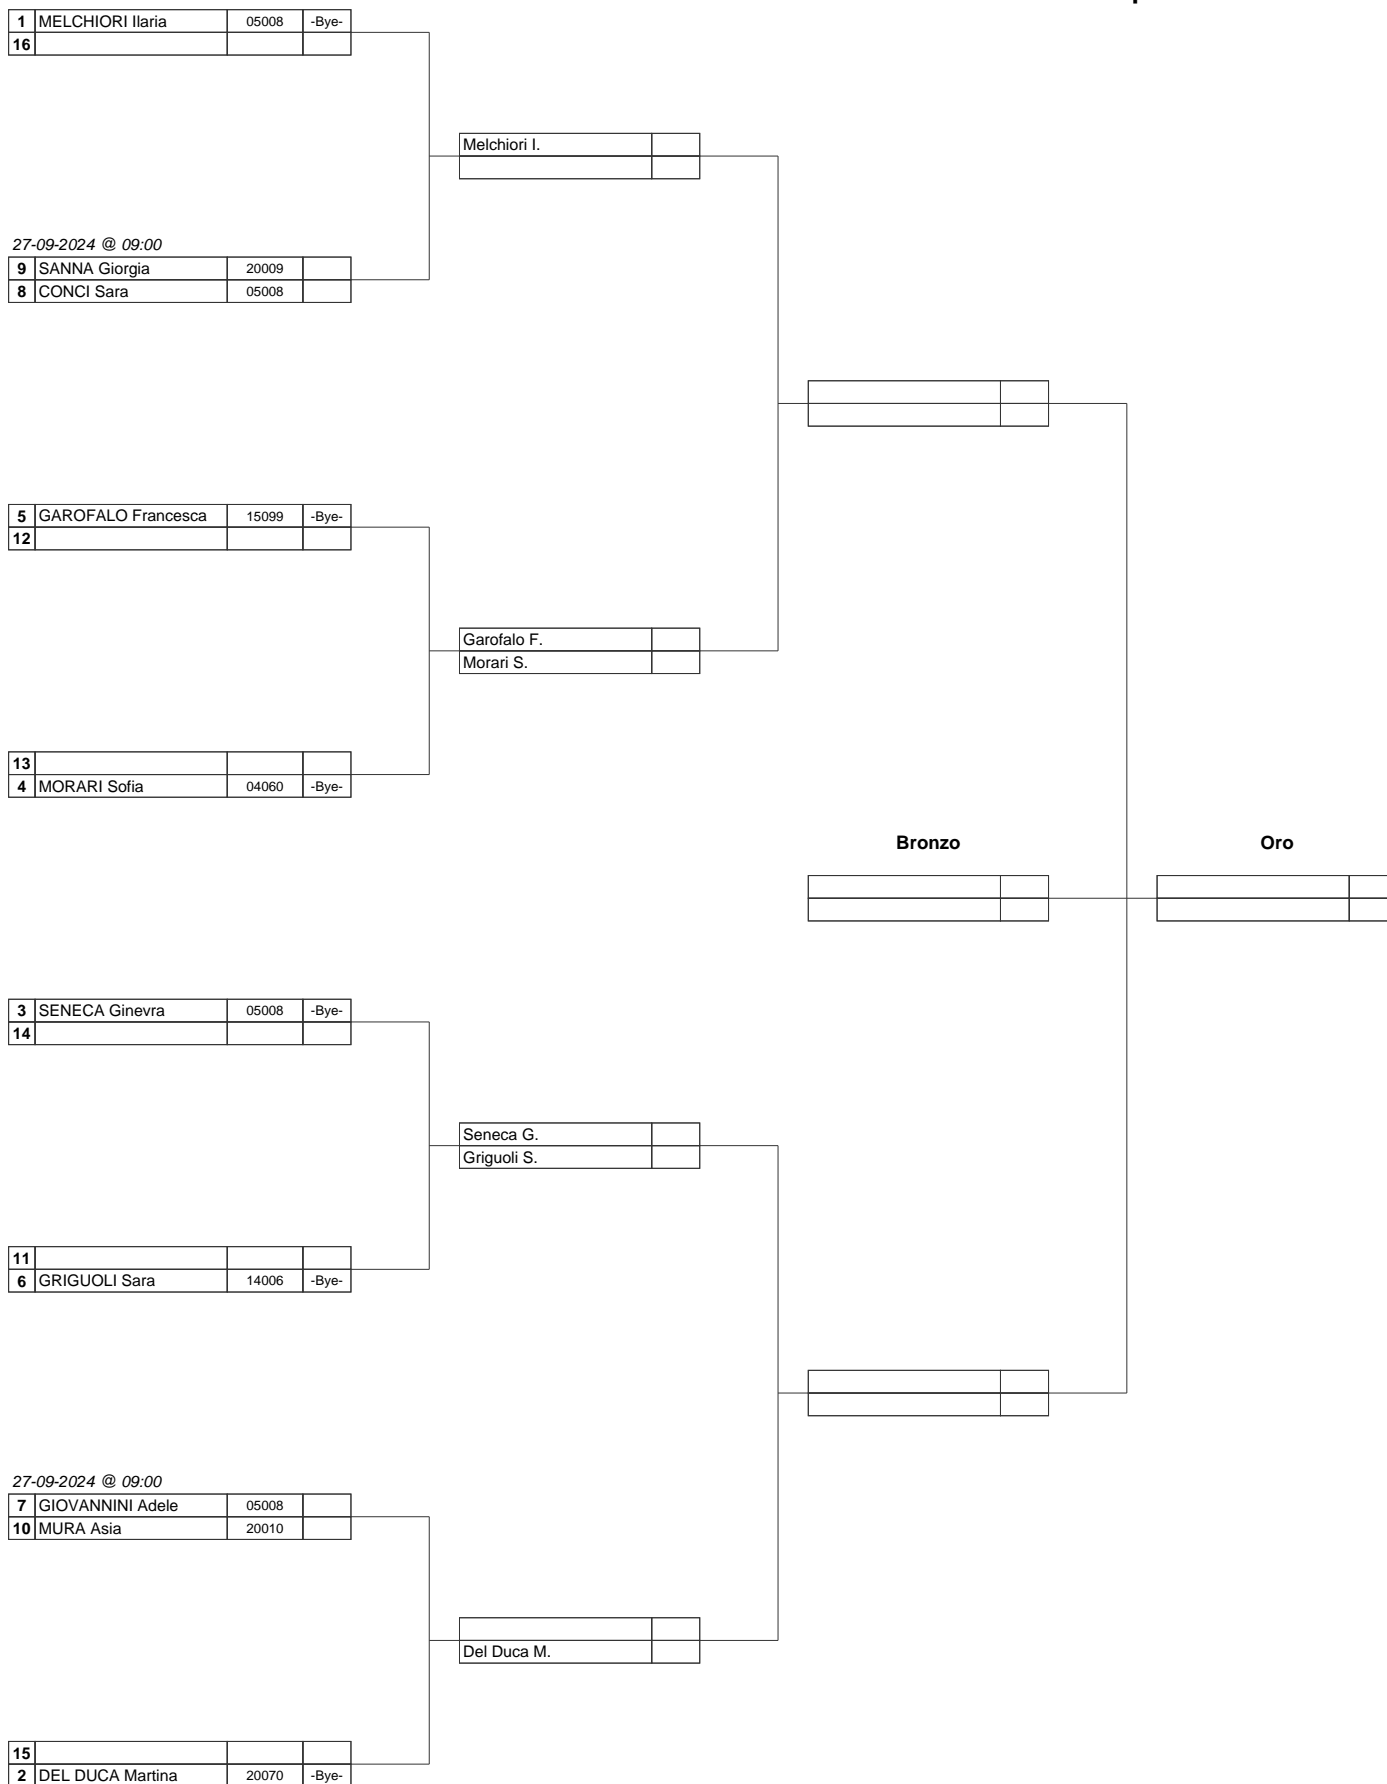 1 MELCHIORI Ilaria 05008 -Bye-
16
Melchiori I.
27-09-2024 @ 09:00
9 SANNA Giorgia 20009
8 CONCI Sara 05008
5 GAROFALO Francesca 15099 -Bye-
12
Garofalo F.
Morari S.
13
4 MORARI Sofia 04060 -Bye-
Bronzo Oro
3 SENECA Ginevra 05008 -Bye-
14
Seneca G.
Griguoli S.
11
6 GRIGUOLI Sara 14006 -Bye-
27-09-2024 @ 09:00
7 GIOVANNINI Adele 05008
10 MURA Asia 20010
Del Duca M.
15
2 DEL DUCA Martina 20070 -Bye-